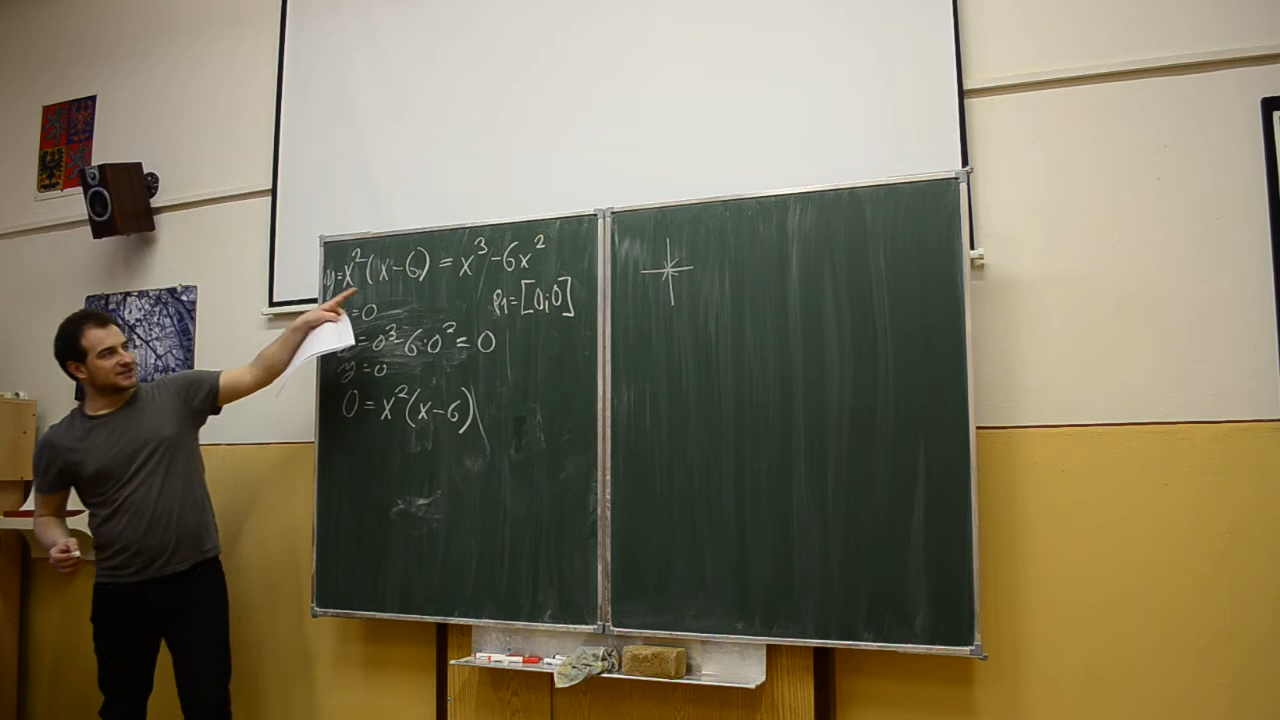 y=x²(x-6) = x³-6x²
P₁=[0;0]
=0
= 0³-6·0² = 0
y=0
0=x²(x-6)